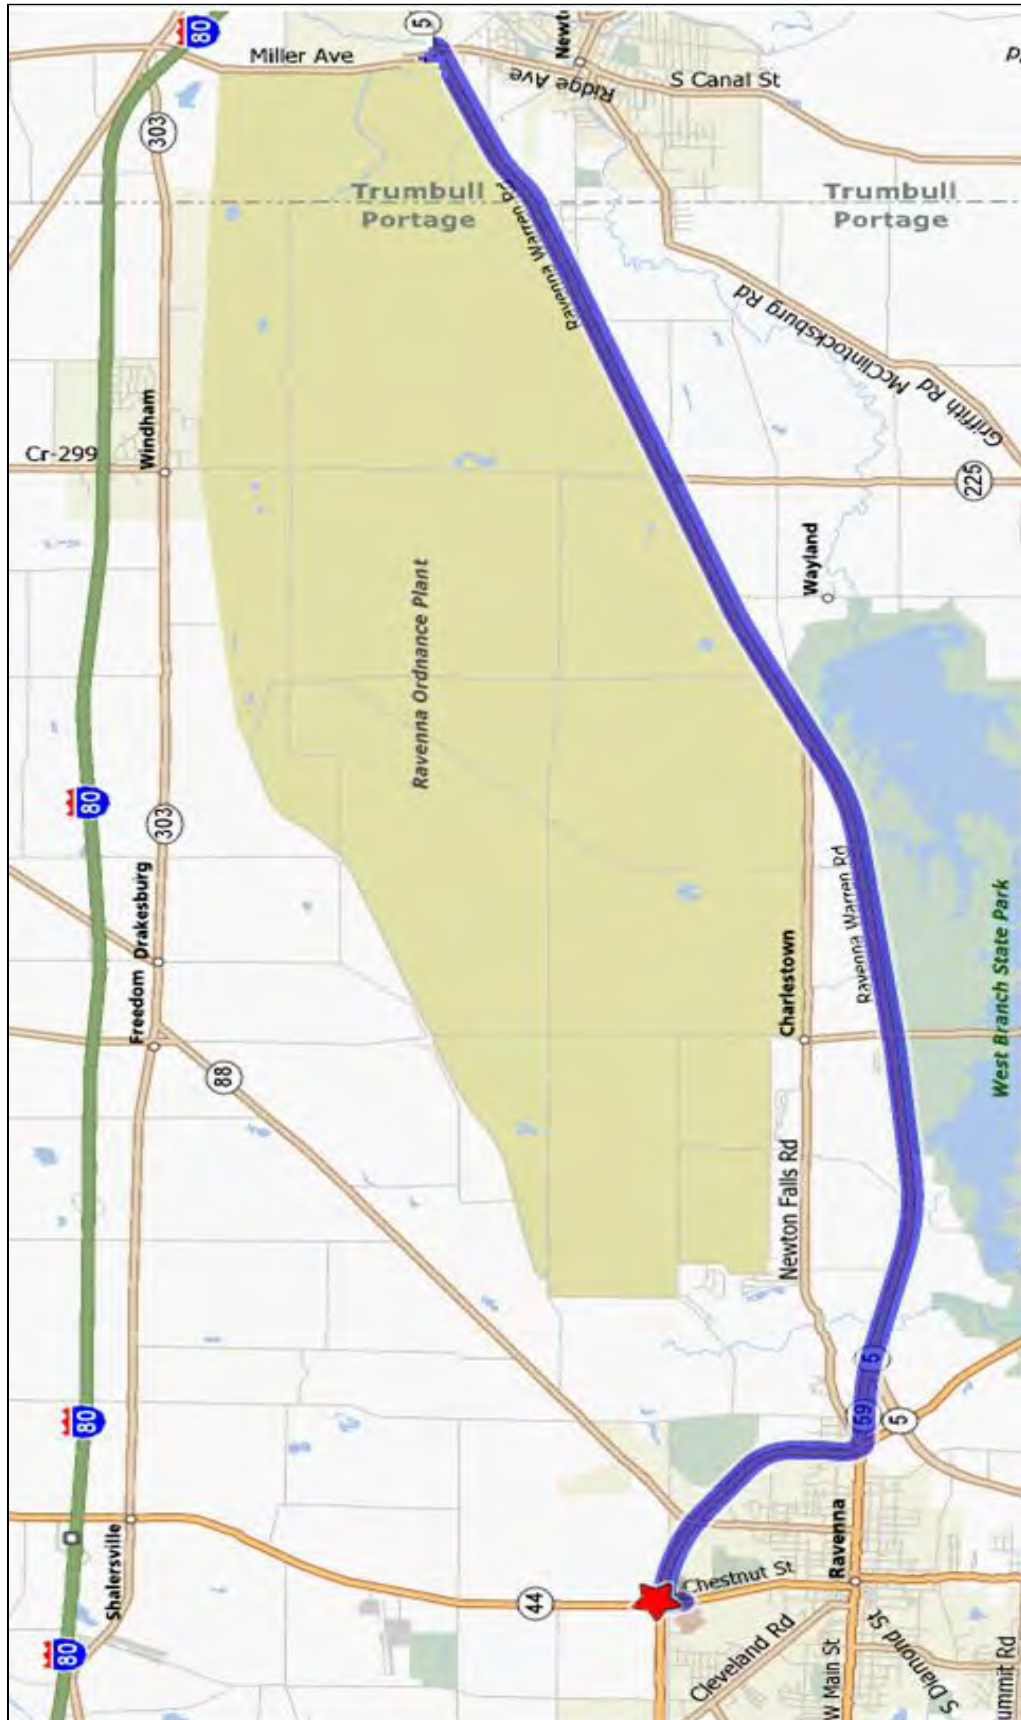 80
303
Miller Ave
5
Newt
Ridge Ave
S Canal St
Trumbull
Portage
Trumbull
Portage
Ravanna Warren Rd
McClintocksburg Rd
Griffith Rd
Cr-299
Windham
225
Wayland
Ravenna Ordnance Plant
80
303
Drakesburg
Freedom
88
Charlestown
Ravenna Warren Rd
West Branch State Park
Newton Falls Rd
5
59
5
80
Shalersville
80
44
Chestnut St
Ravenna
Cleveland Rd
W Main St
S Diamond St
ummit Rd